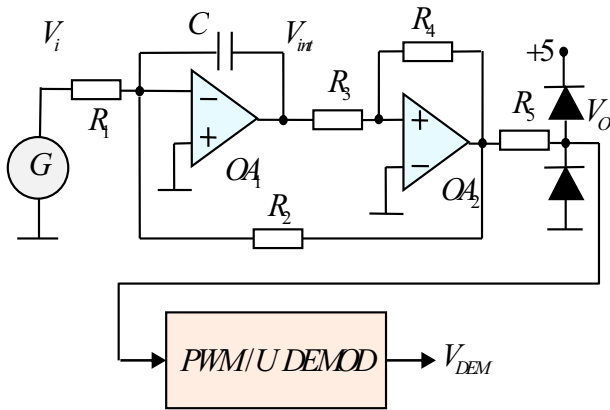 V_i
C
V_int
R_4
+5
R_1
R_3
R_5
V_O
G
−
+
+
−
OA_1
OA_2
R_2
PWM/U DEMOD
V_DEM